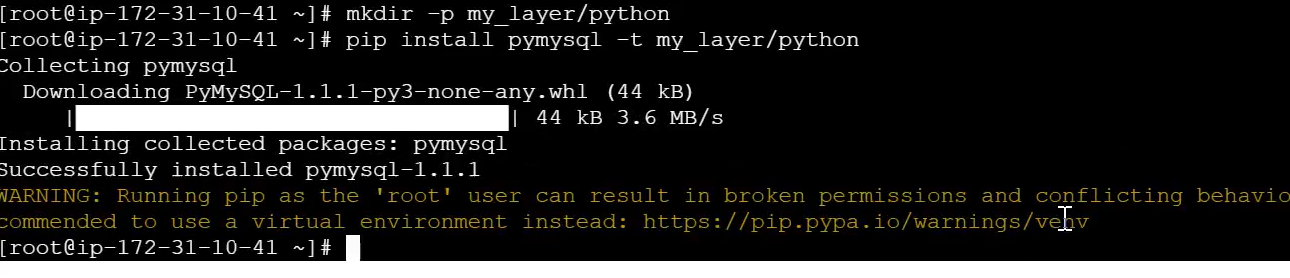 [root@ip-172-31-10-41 ~]# mkdir -p my_layer/python
[root@ip-172-31-10-41 ~]# pip install pymysql -t my_layer/python
Collecting pymysql
  Downloading PyMySQL-1.1.1-py3-none-any.whl (44 kB)
     |████████████████████████████████| 44 kB 3.6 MB/s
Installing collected packages: pymysql
Successfully installed pymysql-1.1.1
WARNING: Running pip as the 'root' user can result in broken permissions and conflicting behavio
commended to use a virtual environment instead: https://pip.pypa.io/warnings/venv
[root@ip-172-31-10-41 ~]#